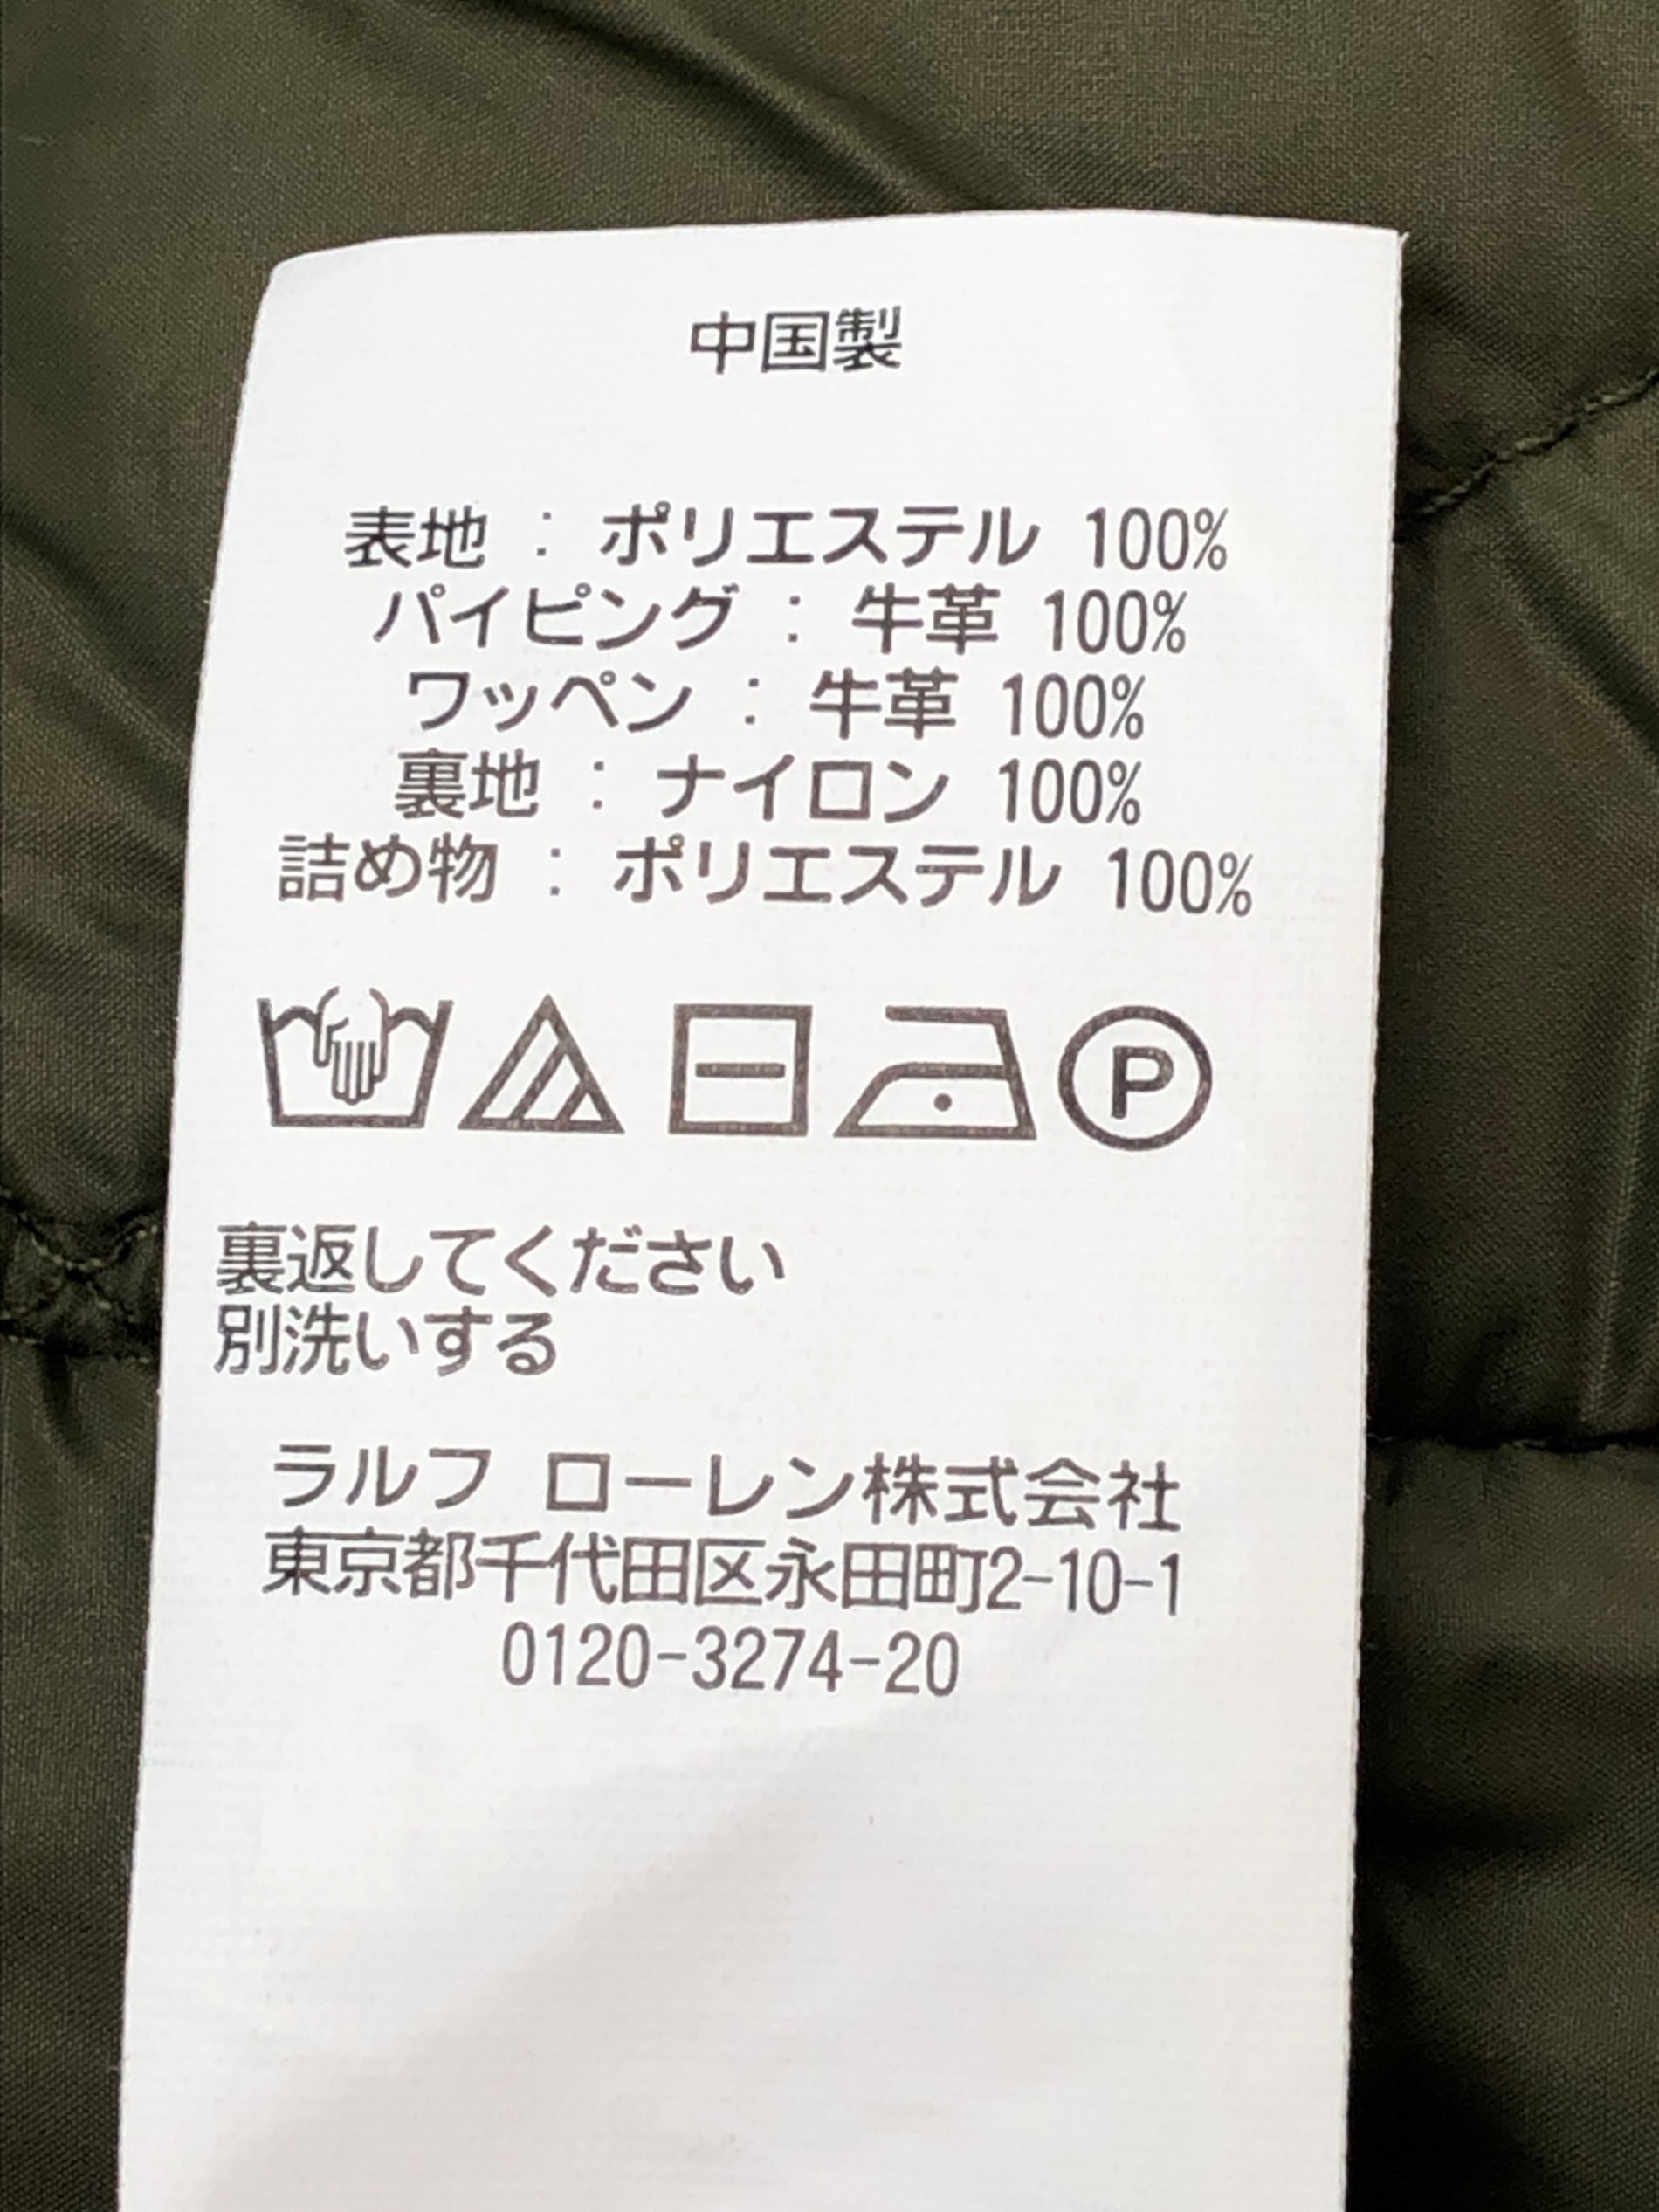 中国製
表地 : ポリエステル 100%
パイピング : 牛革 100%
ワッペン : 牛革 100%
裏地 : ナイロン 100%
詰め物 : ポリエステル 100%
P
裏返してください
別洗いする
ラルフ ローレン株式会社
東京都千代田区永田町2-10-1
0120-3274-20